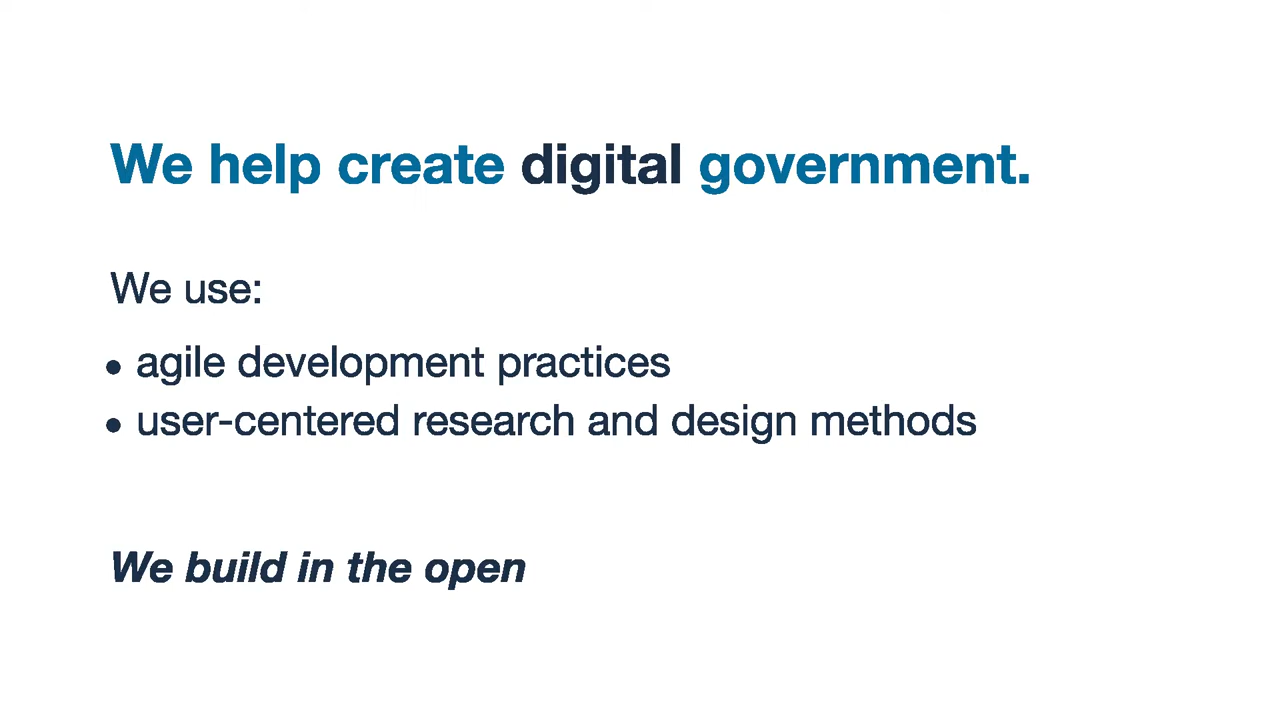 We help create digital government.
We use:
• agile development practices
• user-centered research and design methods
We build in the open